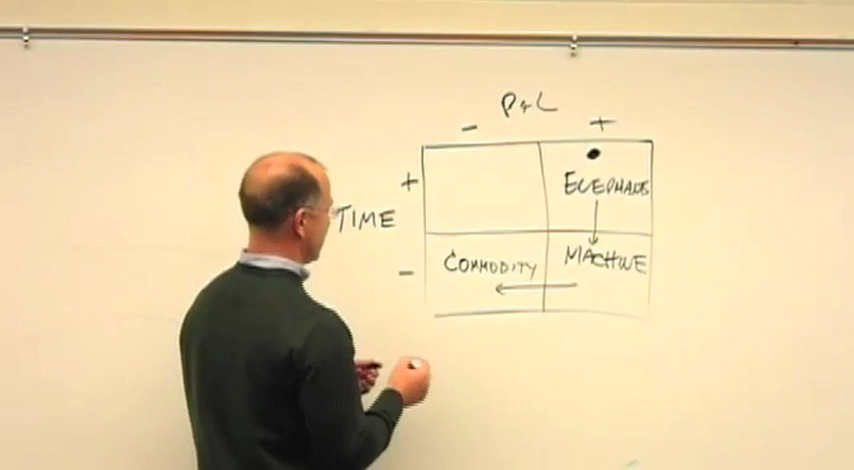 P+L
- +
+ ELEPHANTS
TIME
- COMMODITY MACHINE